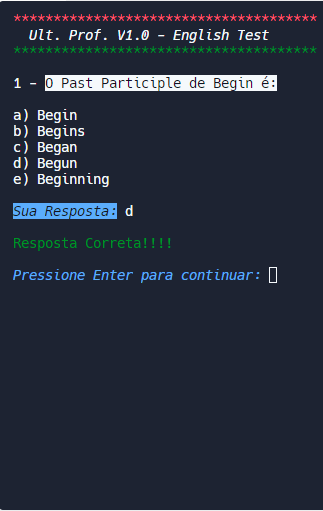 **************************************
Ult. Prof. V1.0 - English Test
**************************************
1 - O Past Participle de Begin é:
a) Begin
b) Begins
c) Began
d) Begun
e) Beginning
Sua Resposta: d
Resposta Correta!!!!
Pressione Enter para continuar: